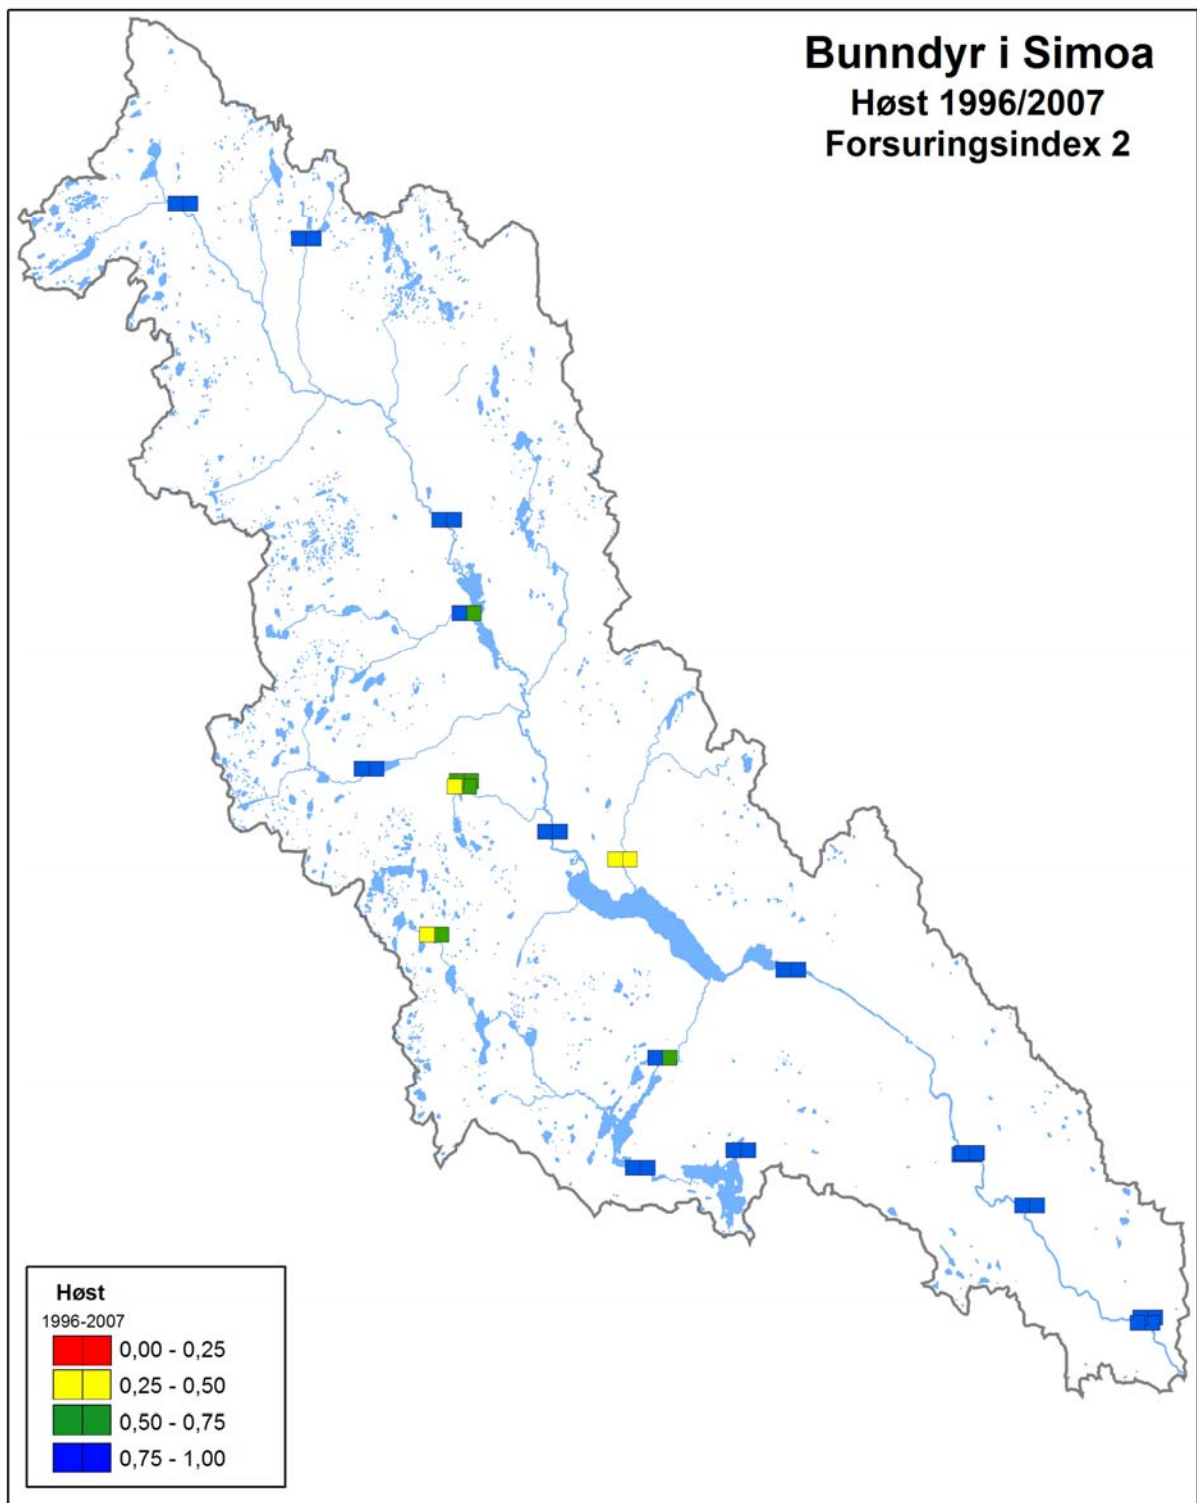 Bunndyr i Simoa
Høst 1996/2007
Forsuringsindex 2
Høst
1996-2007
0,00 - 0,25
0,25 - 0,50
0,50 - 0,75
0,75 - 1,00